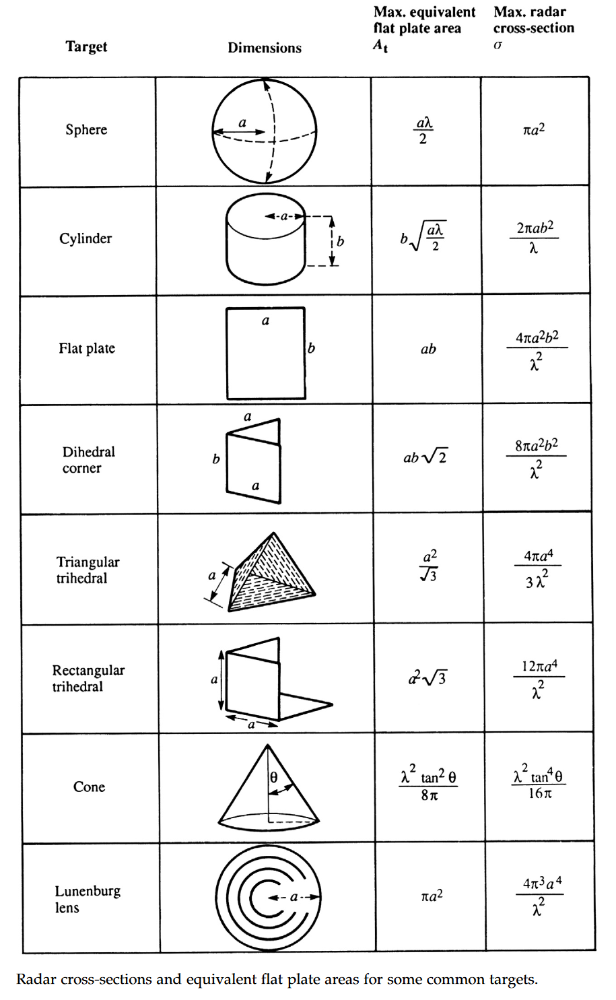 Target
Dimensions
Max. equivalent
flat plate area
Aₜ
Max. radar
cross-section
σ
Sphere
a
aλ/2
πa²
Cylinder
a
b
b√(aλ/2)
2πab²/λ
Flat plate
a
b
ab
4πa²b²/λ²
Dihedral
corner
a
b
a
ab√2
8πa²b²/λ²
Triangular
trihedral
a
a²/√3
4πa⁴/3λ²
Rectangular
trihedral
a
a
a²√3
12πa⁴/λ²
Cone
θ
λ² tan² θ/8π
λ² tan⁴ θ/16π
Lunenburg
lens
a
πa²
4π³a⁴/λ²
Radar cross-sections and equivalent flat plate areas for some common targets.